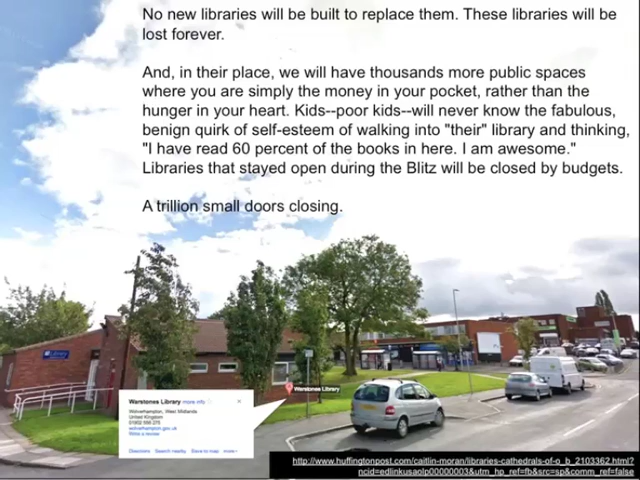 No new libraries will be built to replace them. These libraries will be
lost forever.
And, in their place, we will have thousands more public spaces
where you are simply the money in your pocket, rather than the
hunger in your heart. Kids--poor kids--will never know the fabulous,
benign quirk of self-esteem of walking into "their" library and thinking,
"I have read 60 percent of the books in here. I am awesome."
Libraries that stayed open during the Blitz will be closed by budgets.
A trillion small doors closing.
Library
Warstones Library
Warstones Library more info
Wolverhampton, West Midlands
United Kingdom
wolverhampton.gov.uk
Write a review
Directions Search nearby Save to map more
http://www.huffingtonpost.com/caitlin-moran/libraries-cathedrals-of-o_b_2103362.html?
ncid=edlinkusaolp00000003&utm_hp_ref=fb&src=sp&comm_ref=false